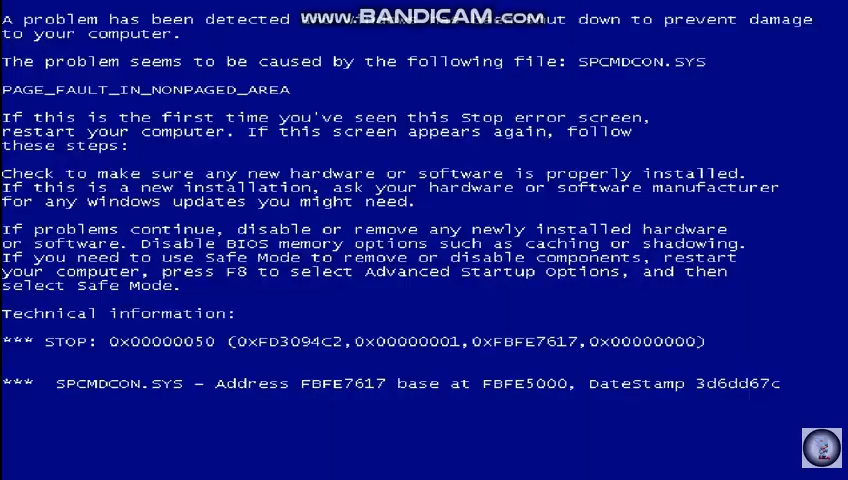 www.BANDICAM.com
A problem has been detected and windows has been shut down to prevent damage
to your computer.
The problem seems to be caused by the following file: SPCMDCON.SYS
PAGE_FAULT_IN_NONPAGED_AREA
If this is the first time you've seen this Stop error screen,
restart your computer. If this screen appears again, follow
these steps:
Check to make sure any new hardware or software is properly installed.
If this is a new installation, ask your hardware or software manufacturer
for any windows updates you might need.
If problems continue, disable or remove any newly installed hardware
or software. Disable BIOS memory options such as caching or shadowing.
If you need to use Safe Mode to remove or disable components, restart
your computer, press F8 to select Advanced Startup Options, and then
select Safe Mode.
Technical information:
*** STOP: 0x00000050 (0xFD3094C2,0x00000001,0xFBFE7617,0x00000000)
*** SPCMDCON.SYS - Address FBFE7617 base at FBFE5000, DateStamp 3d6dd67c